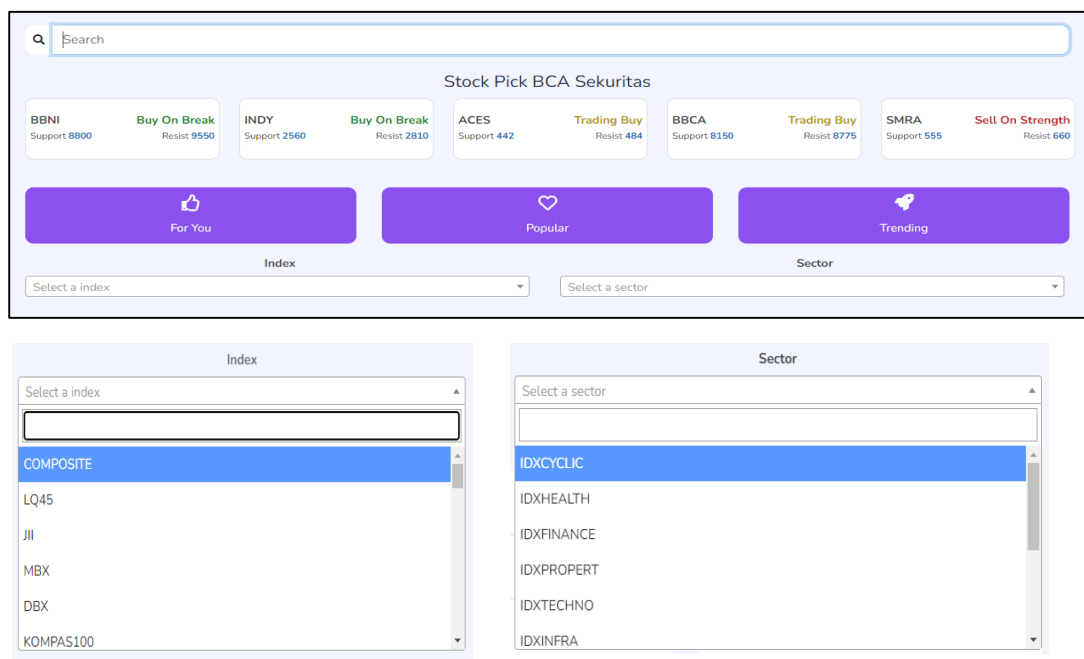 Search
Stock Pick BCA Sekuritas
BBNI Buy On Break
Support 8800 Resist 9550
INDY Buy On Break
Support 2560 Resist 2810
ACES Trading Buy
Support 442 Resist 484
BBCA Trading Buy
Support 8150 Resist 8775
SMRA Sell On Strength
Support 555 Resist 660
For You
Popular
Trending
Index
Select a index
Sector
Select a sector
Index
Select a index
COMPOSITE
LQ45
JII
MBX
DBX
KOMPAS100
Sector
Select a sector
IDXCYCLIC
IDXHEALTH
IDXFINANCE
IDXPROPERT
IDXTECHNO
IDXINFRA